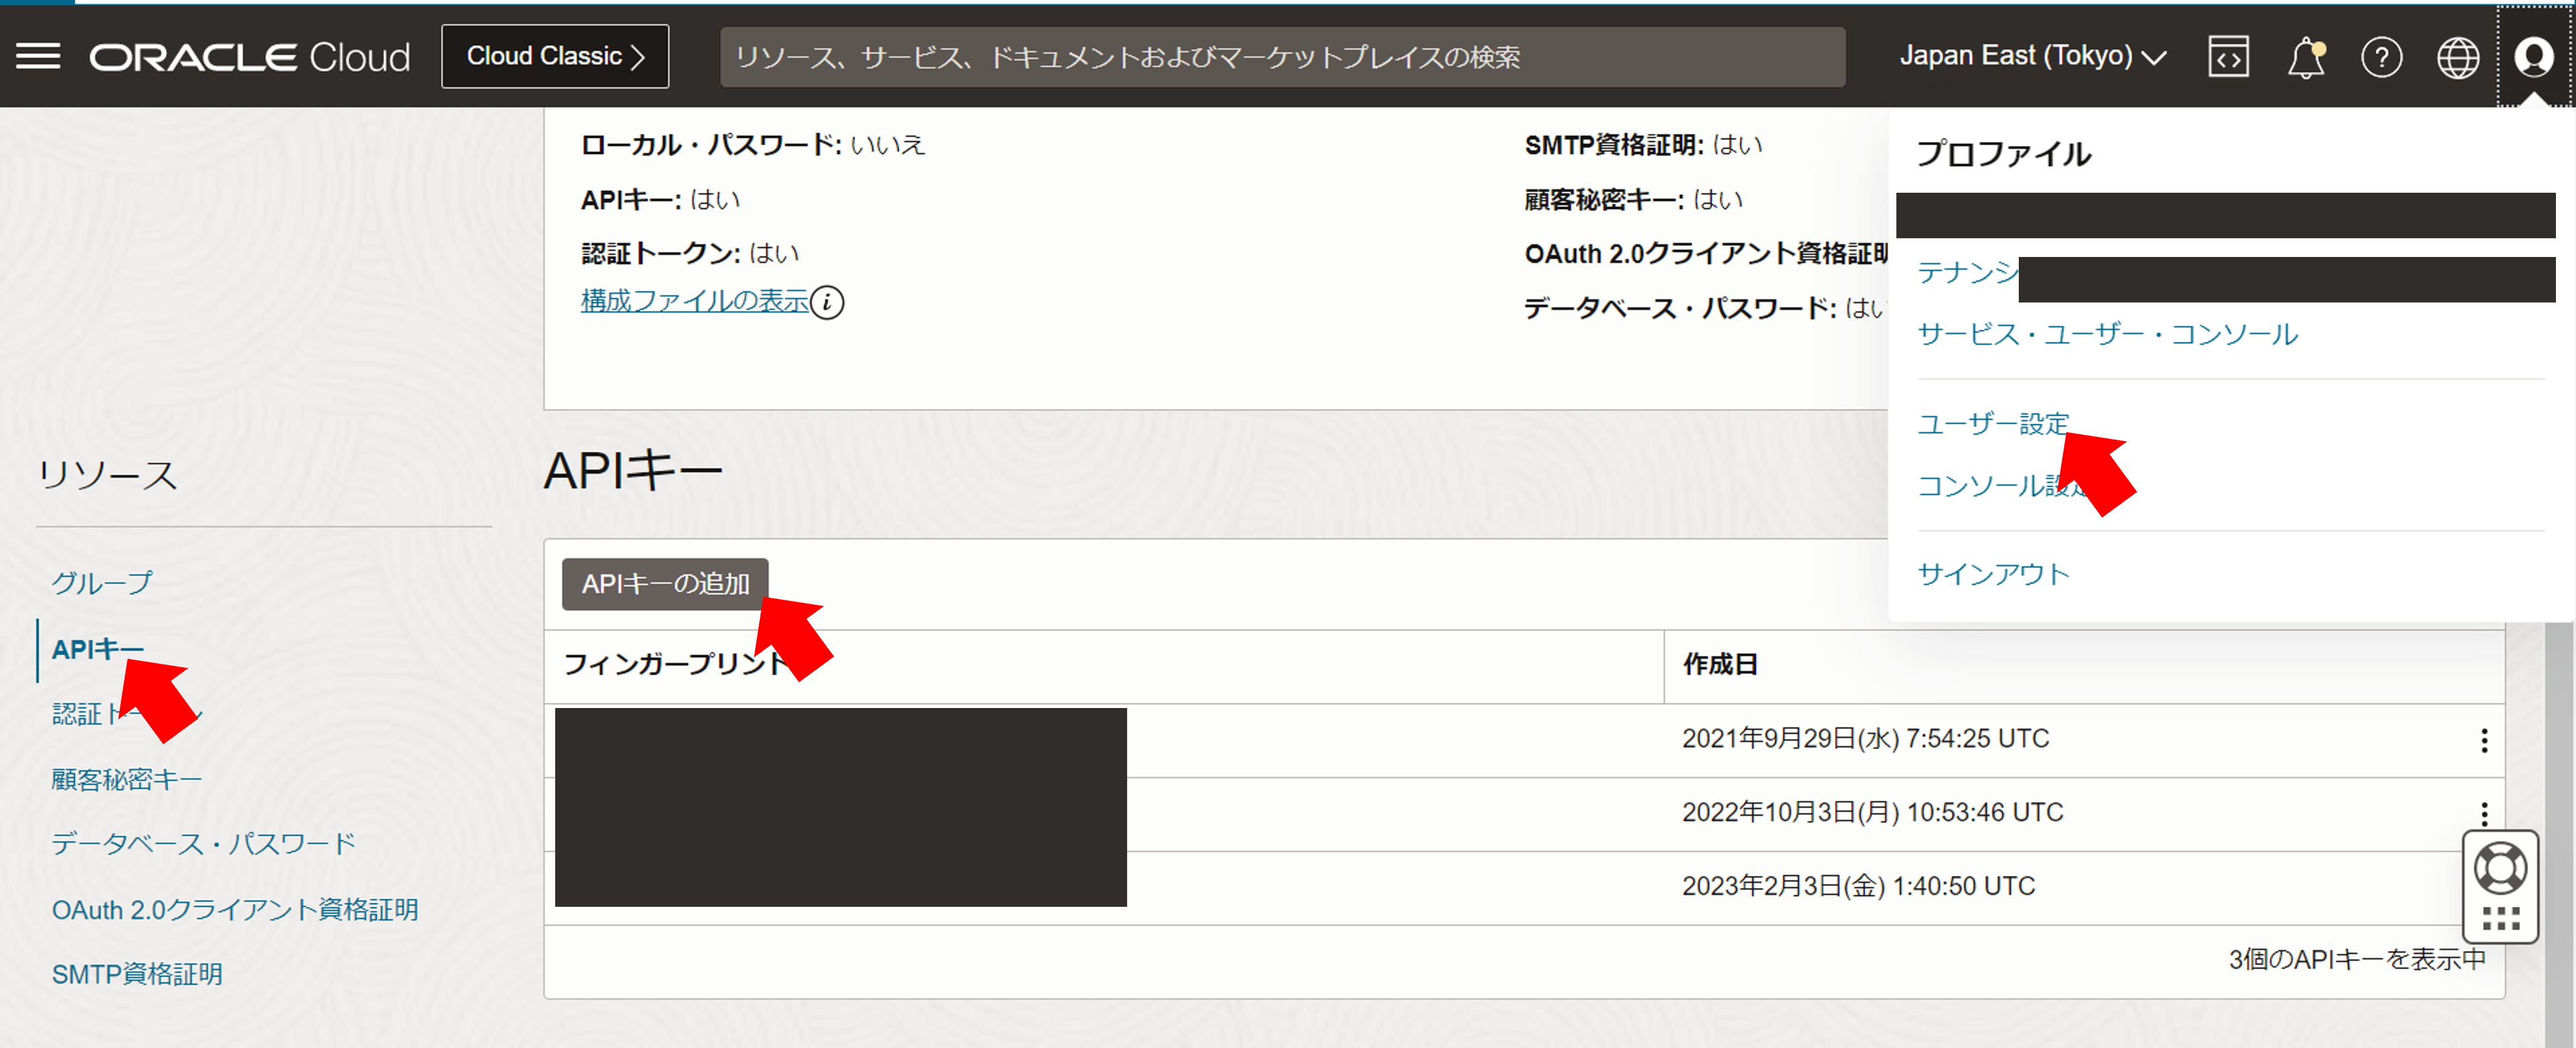 ORACLE Cloud
Cloud Classic
リソース、サービス、ドキュメントおよびマーケットプレイスの検索
Japan East (Tokyo)
ローカル・パスワード: いいえ
APIキー: はい
認証トークン: はい
構成ファイルの表示
SMTP資格証明: はい
顧客秘密キー: はい
OAuth 2.0クライアント資格証明
データベース・パスワード: はい
プロファイル
テナンシ
サービス・ユーザー・コンソール
ユーザー設定
コンソール設定
サインアウト
リソース
グループ
APIキー
認証トークン
顧客秘密キー
データベース・パスワード
OAuth 2.0クライアント資格証明
SMTP資格証明
APIキー
APIキーの追加
フィンガープリント
作成日
2021年9月29日(水) 7:54:25 UTC
2022年10月3日(月) 10:53:46 UTC
2023年2月3日(金) 1:40:50 UTC
3個のAPIキーを表示中